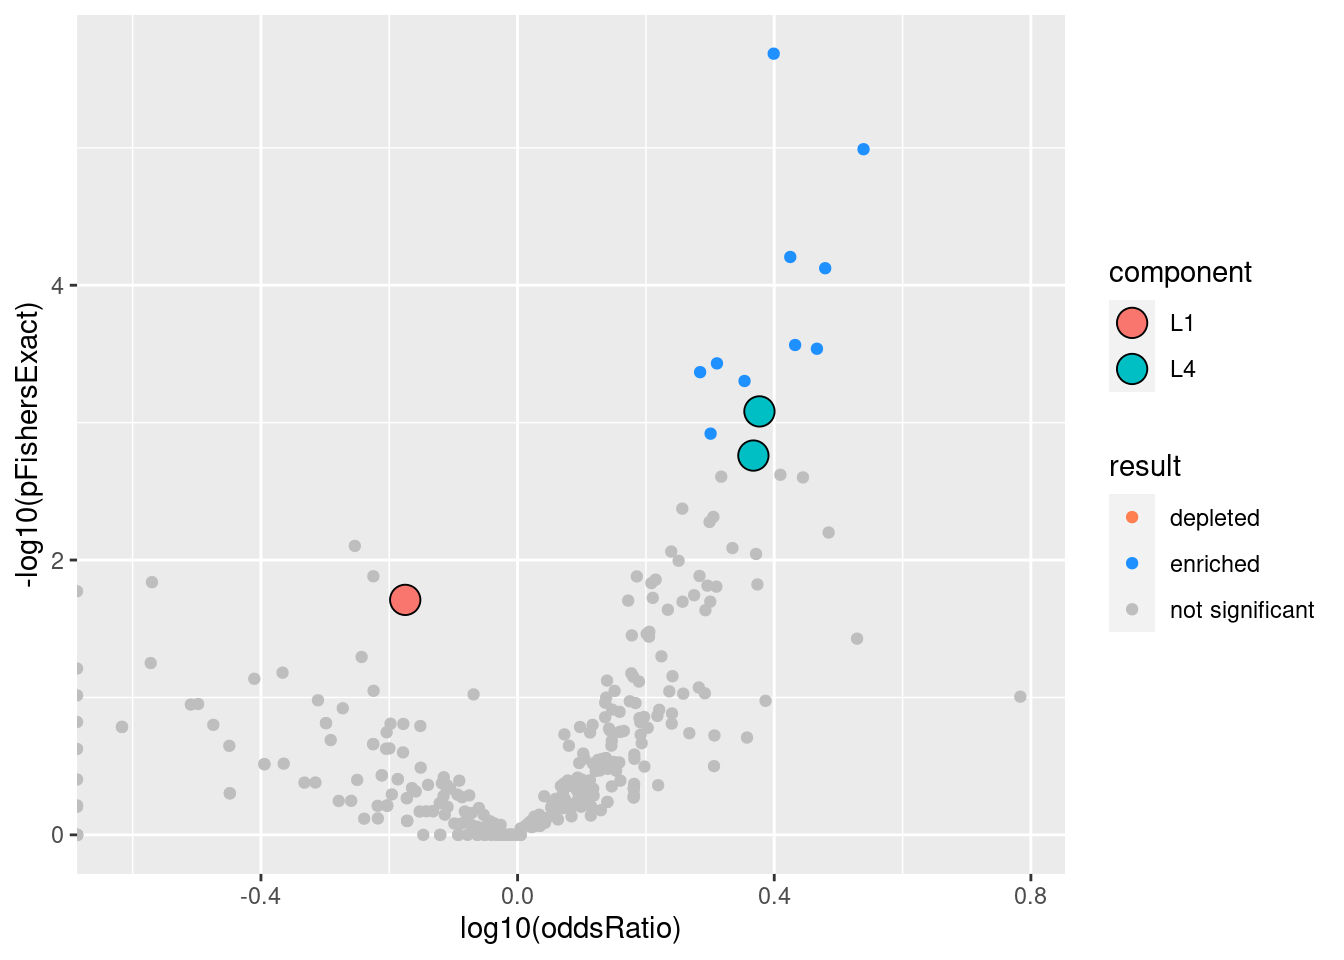 -log10(pFishersExact)
4
2
0
-0.4
0.0
0.4
0.8
log10(oddsRatio)
component
L1
L4
result
depleted
enriched
not significant